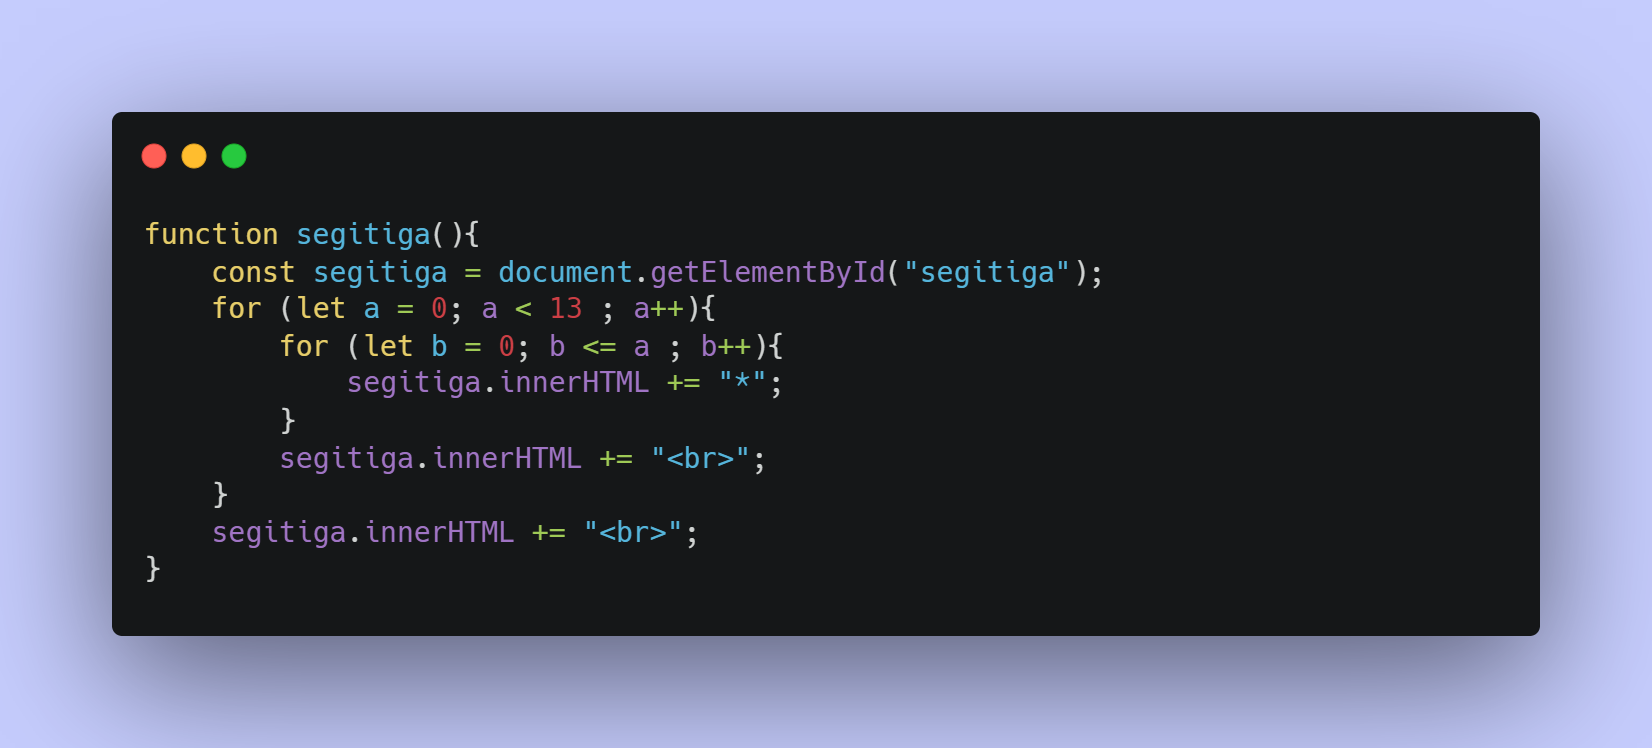 function segitiga(){
    const segitiga = document.getElementById("segitiga");
    for (let a = 0; a < 13 ; a++){
        for (let b = 0; b <= a ; b++){
            segitiga.innerHTML += "*";
        }
        segitiga.innerHTML += "<br>";
    }
    segitiga.innerHTML += "<br>";
}